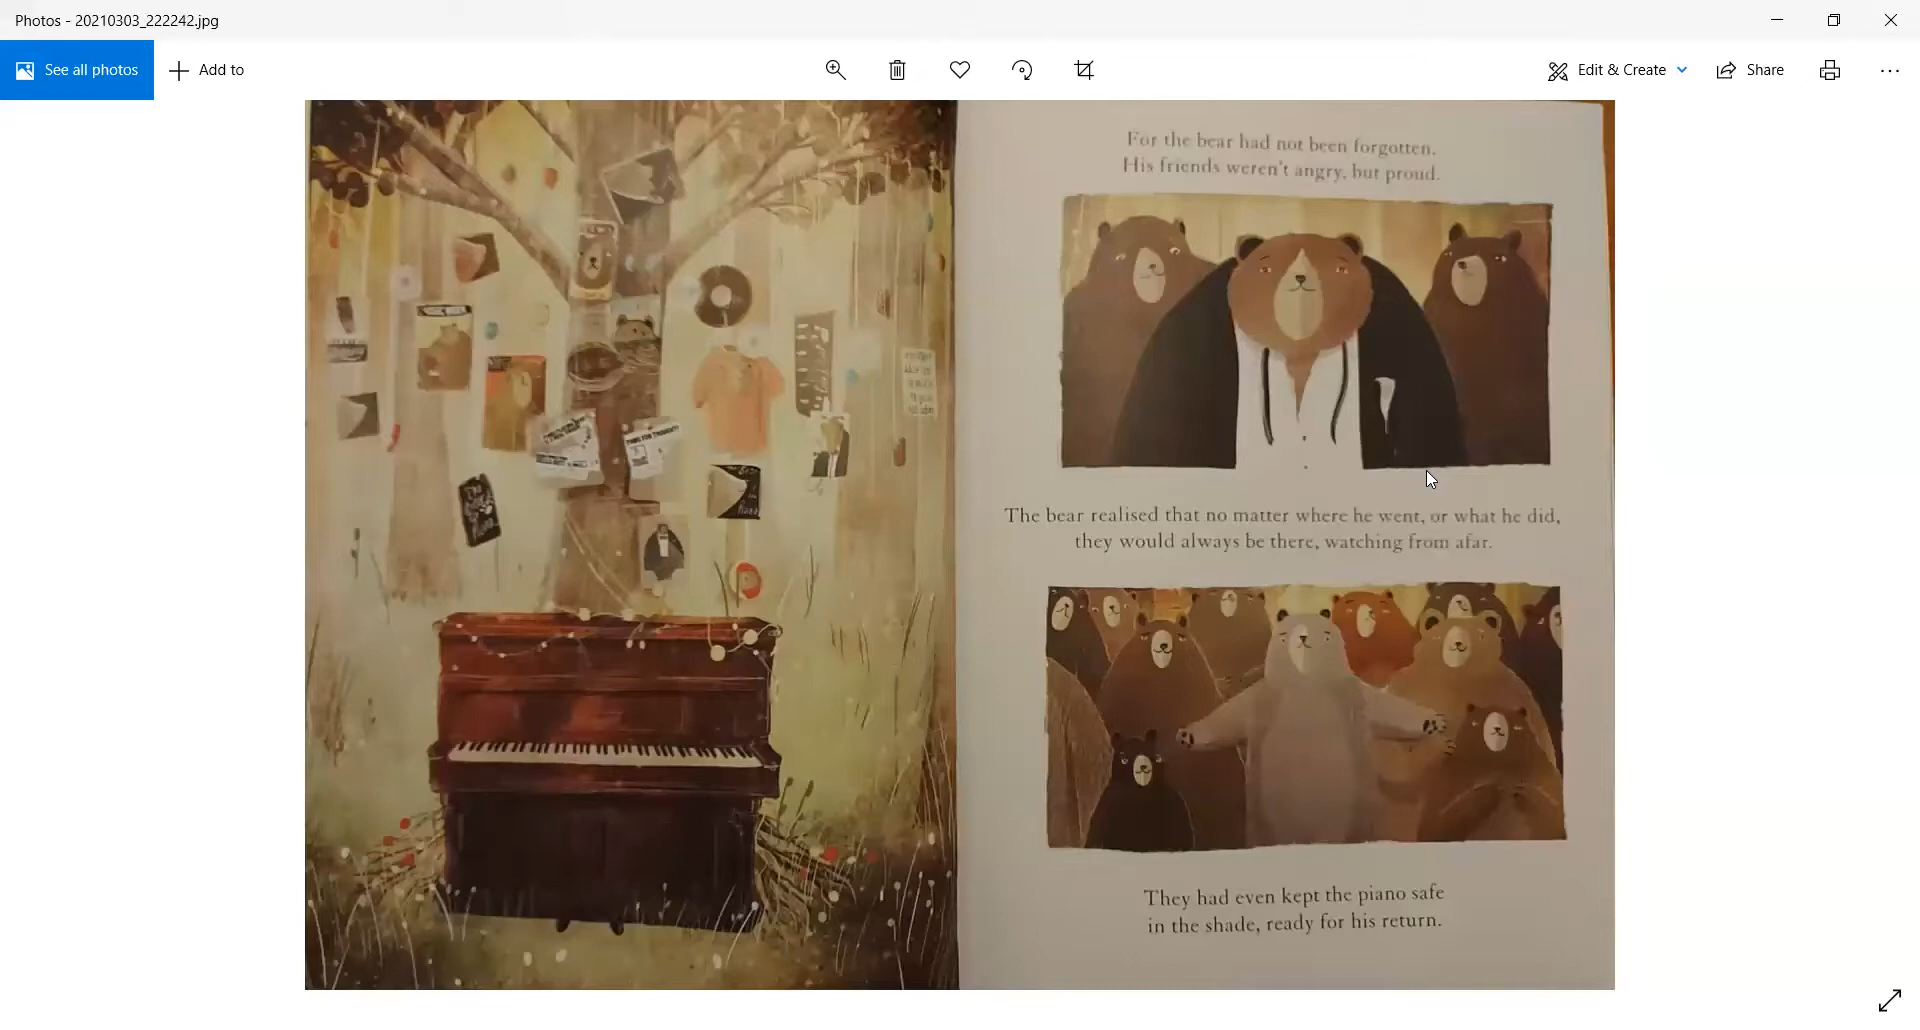 Photos - 20210303_222242.jpg
See all photos
Add to
Edit & Create
Share
For the bear had not been forgotten.
His friends weren't angry, but proud.
The bear realised that no matter where he went, or what he did,
they would always be there, watching from afar.
They had even kept the piano safe
in the shade, ready for his return.